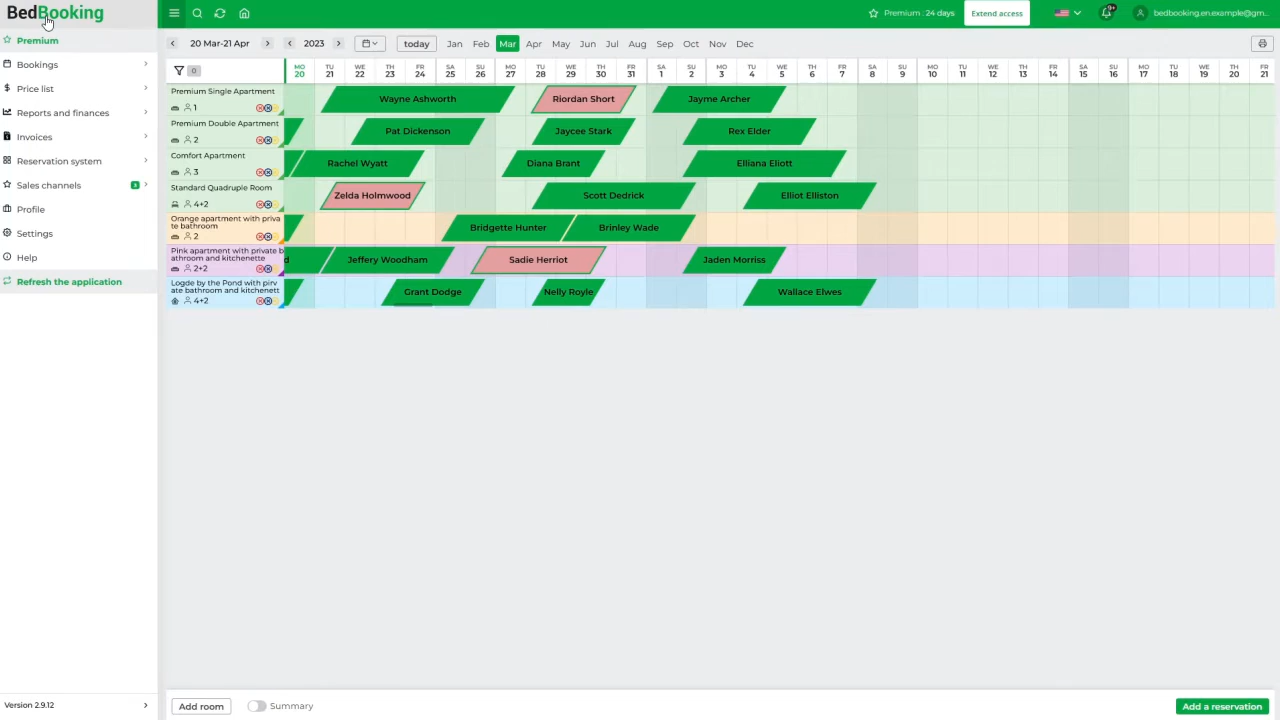 BedBooking
Premium : 24 days
Extend access
9+
bedbooking.en.example@gm...
Premium
Bookings
Price list
Reports and finances
Invoices
Reservation system
Sales channels 3
Profile
Settings
Help
Refresh the application
Version 2.9.12
20 Mar-21 Apr
2023
today
Jan Feb Mar Apr May Jun Jul Aug Sep Oct Nov Dec
0
MO TU WE TH FR SA SU MO TU WE TH FR SA SU MO TU WE TH FR SA SU MO TU WE TH FR SA SU MO TU WE TH FR
20 21 22 23 24 25 26 27 28 29 30 31 1 2 3 4 5 6 7 8 9 10 11 12 13 14 15 16 17 18 19 20 21
Premium Single Apartment
1
Wayne Ashworth Riordan Short Jayme Archer
Premium Double Apartment
2
Pat Dickenson Jaycee Stark Rex Elder
Comfort Apartment
3
Rachel Wyatt Diana Brant Elliana Eliott
Standard Quadruple Room
4+2
Zelda Holmwood Scott Dedrick Elliot Elliston
Orange apartment with priva
te bathroom
2
Bridgette Hunter Brinley Wade
Pink apartment with private b
athroom and kitchenette
2+2
d Jeffery Woodham Sadie Herriot Jaden Morriss
Logde by the Pond with pirv
ate bathroom and kitchenett
4+2
Grant Dodge Nelly Royle Wallace Elwes
Add room
Summary
Add a reservation